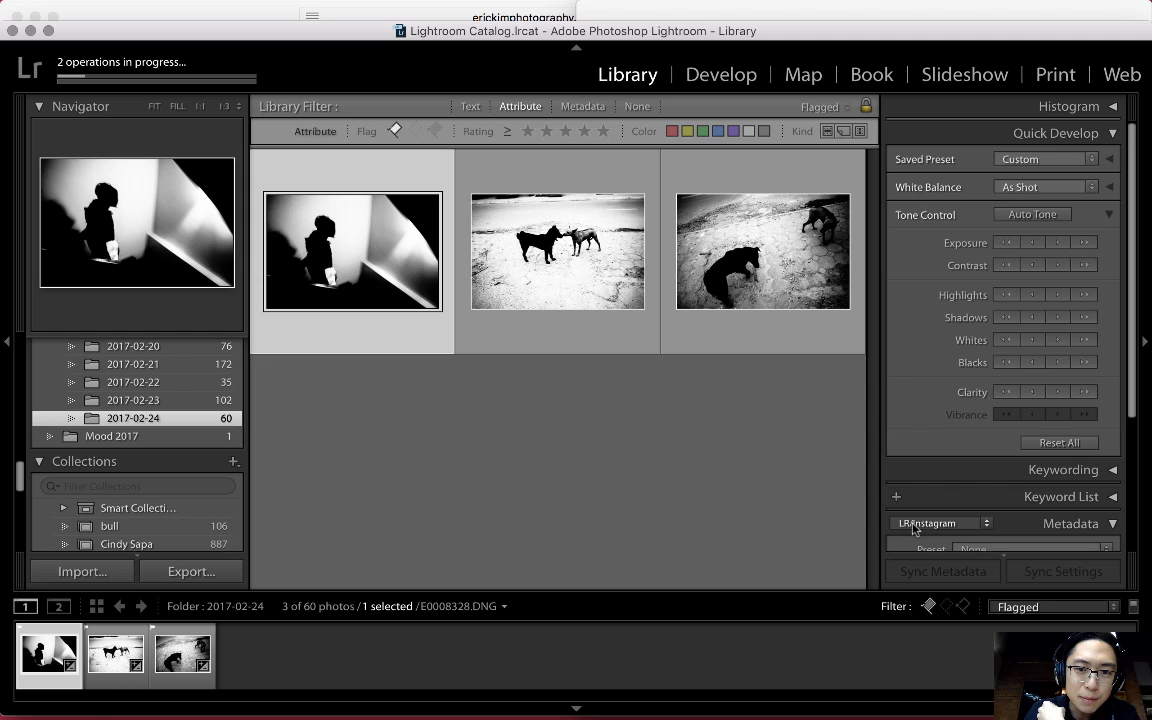 erickimphotography.
Lightroom Catalog.lrcat - Adobe Photoshop Lightroom - Library
Lr
2 operations in progress...
Library | Develop | Map | Book | Slideshow | Print | Web
Navigator FIT FILL 1:1 1:3
Library Filter : Text Attribute Metadata None Flagged
Histogram
Attribute Flag Rating ≥ Color Kind
Quick Develop
Saved Preset Custom
White Balance As Shot
Tone Control Auto Tone
Exposure
Contrast
Highlights
Shadows
Whites
Blacks
Clarity
Vibrance
Reset All
2017-02-20 76
2017-02-21 172
2017-02-22 35
2017-02-23 102
2017-02-24 60
Mood 2017 1
Collections
Filter Collections
Smart Collecti...
bull 106
Cindy Sapa 887
Keywording
Keyword List
LR/Instagram Metadata
Preset None
Import... Export...
Sync Metadata Sync Settings
1 2 Folder : 2017-02-24 3 of 60 photos / 1 selected / E0008328.DNG Filter : Flagged